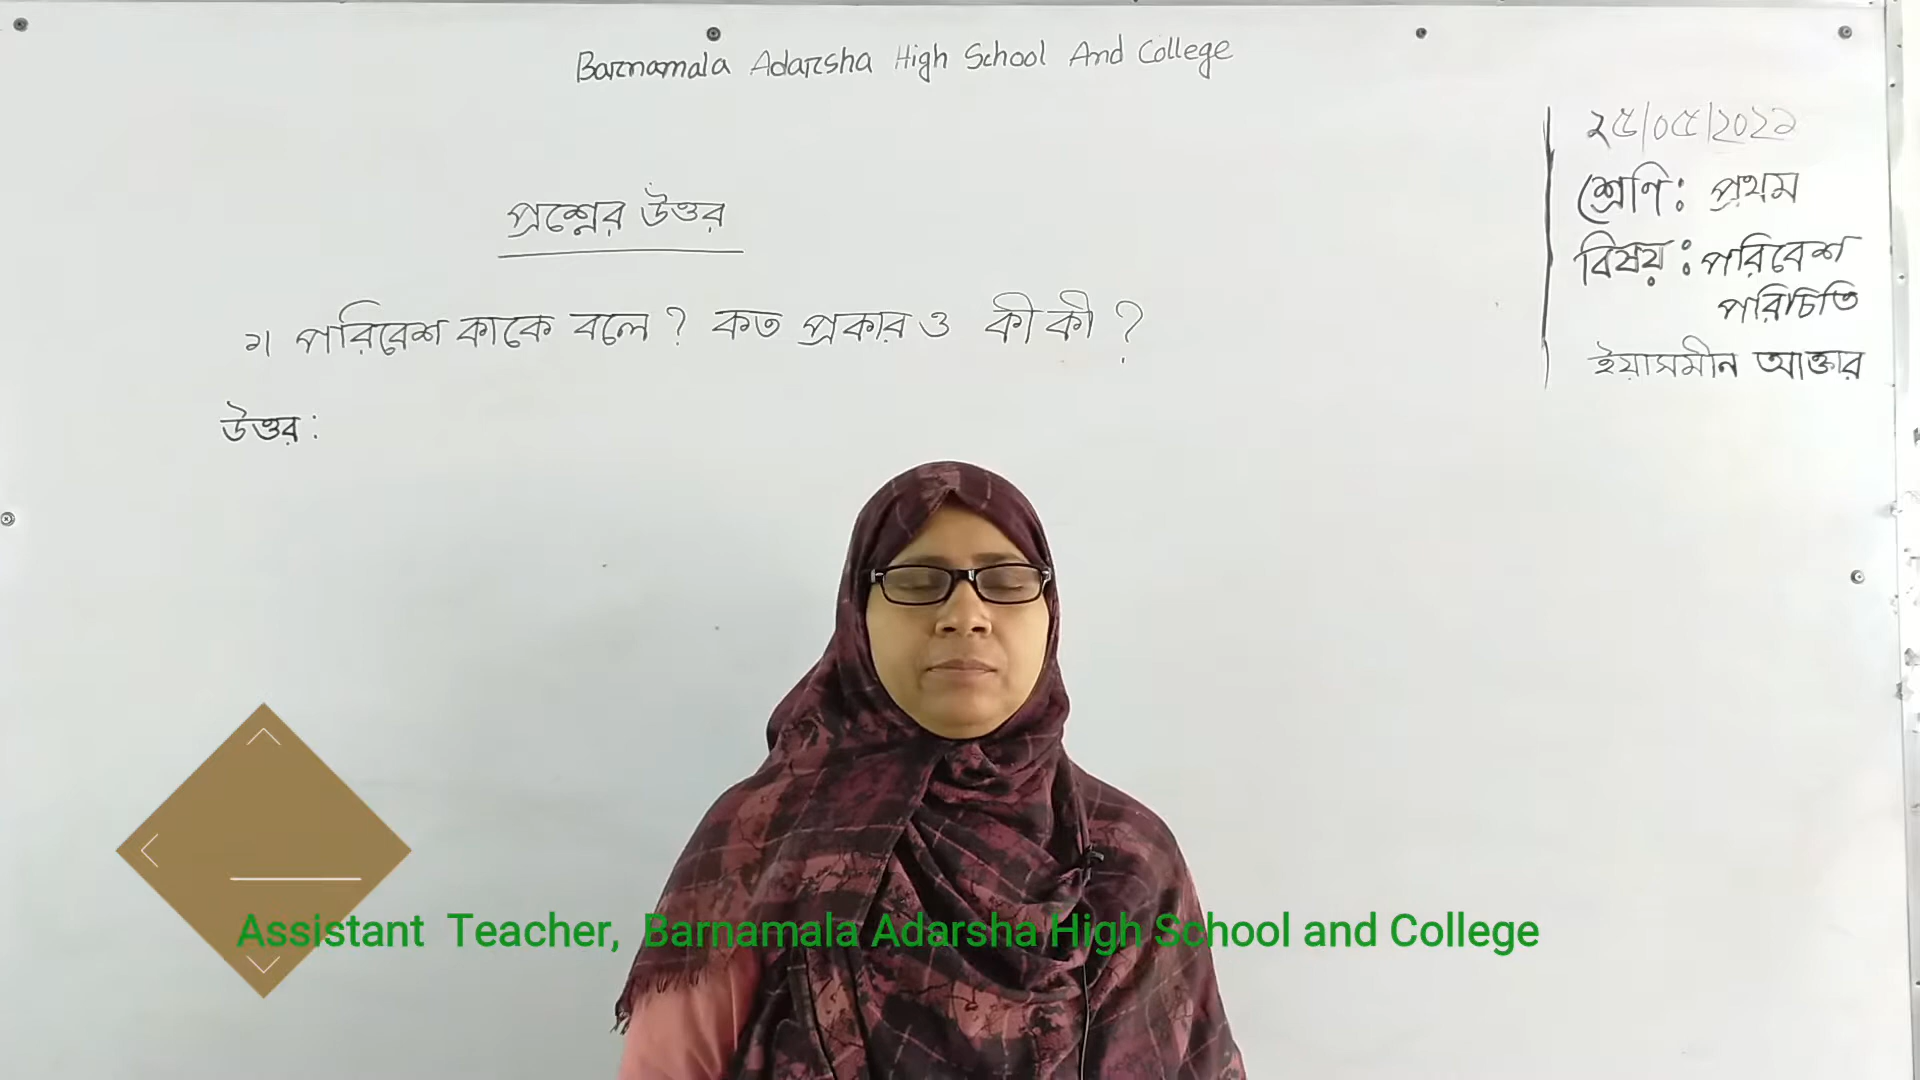 Barnamala Adarsha High School And College
২৫/০৫/২০২১
শ্রেণি: প্রথম
বিষয়: পরিবেশ
পরিচিতি
ইয়াসমীন আক্তার
প্রশ্নের উত্তর
১। পরিবেশ কাকে বলে? কত প্রকার ও কী কী?
উত্তর:
Assistant Teacher, Barnamala Adarsha High School and College